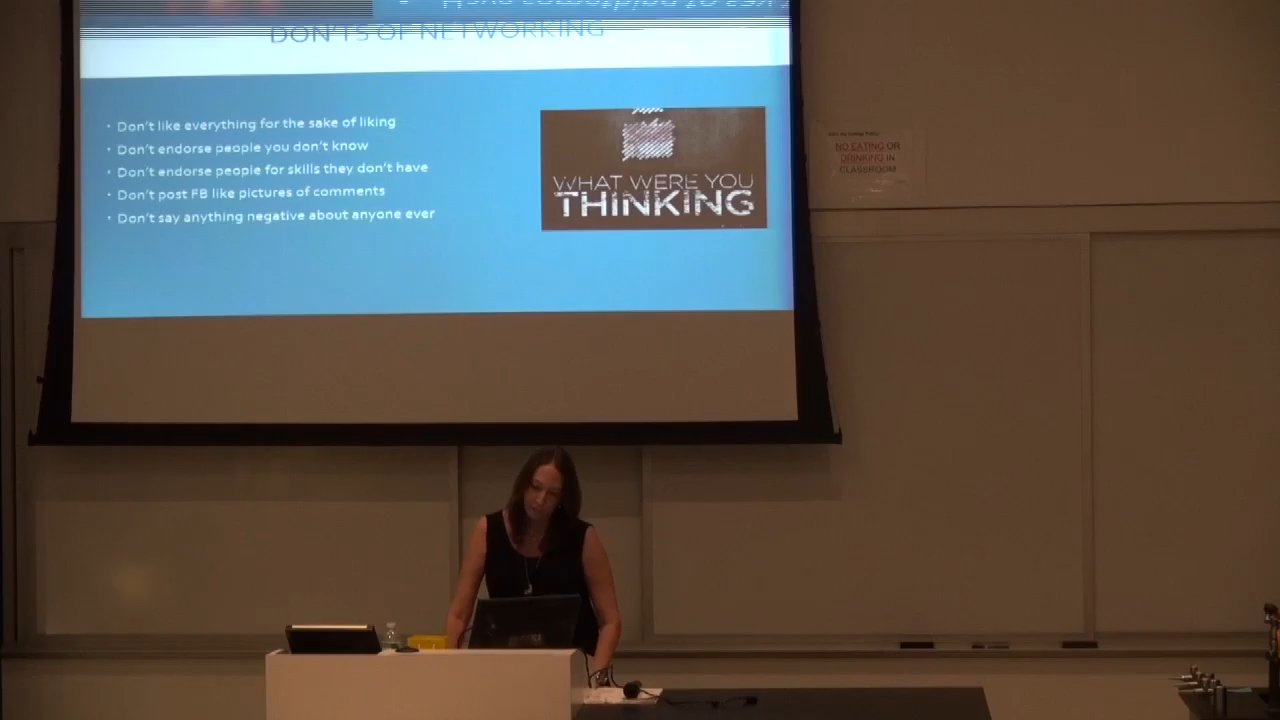 DON'TS OF NETWORKING
• Don't like everything for the sake of liking
• Don't endorse people you don't know
• Don't endorse people for skills they don't have
• Don't post FB like pictures of comments
• Don't say anything negative about anyone ever
WHAT WERE YOU
THINKING
NO EATING OR
DRINKING IN
CLASSROOM